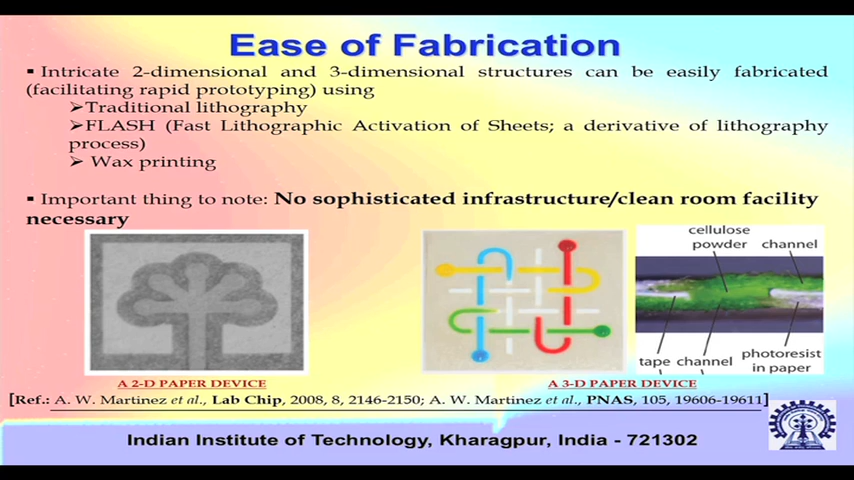 Ease of Fabrication
▪ Intricate 2-dimensional and 3-dimensional structures can be easily fabricated
(facilitating rapid prototyping) using
➢Traditional lithography
➢FLASH (Fast Lithographic Activation of Sheets; a derivative of lithography
process)
➢ Wax printing
▪ Important thing to note: No sophisticated infrastructure/clean room facility
necessary
cellulose
powder
channel
tape
channel
photoresist
in paper
A 2-D PAPER DEVICE
A 3-D PAPER DEVICE
[Ref.: A. W. Martinez et al., Lab Chip, 2008, 8, 2146-2150; A. W. Martinez et al., PNAS, 105, 19606-19611]
Indian Institute of Technology, Kharagpur, India - 721302